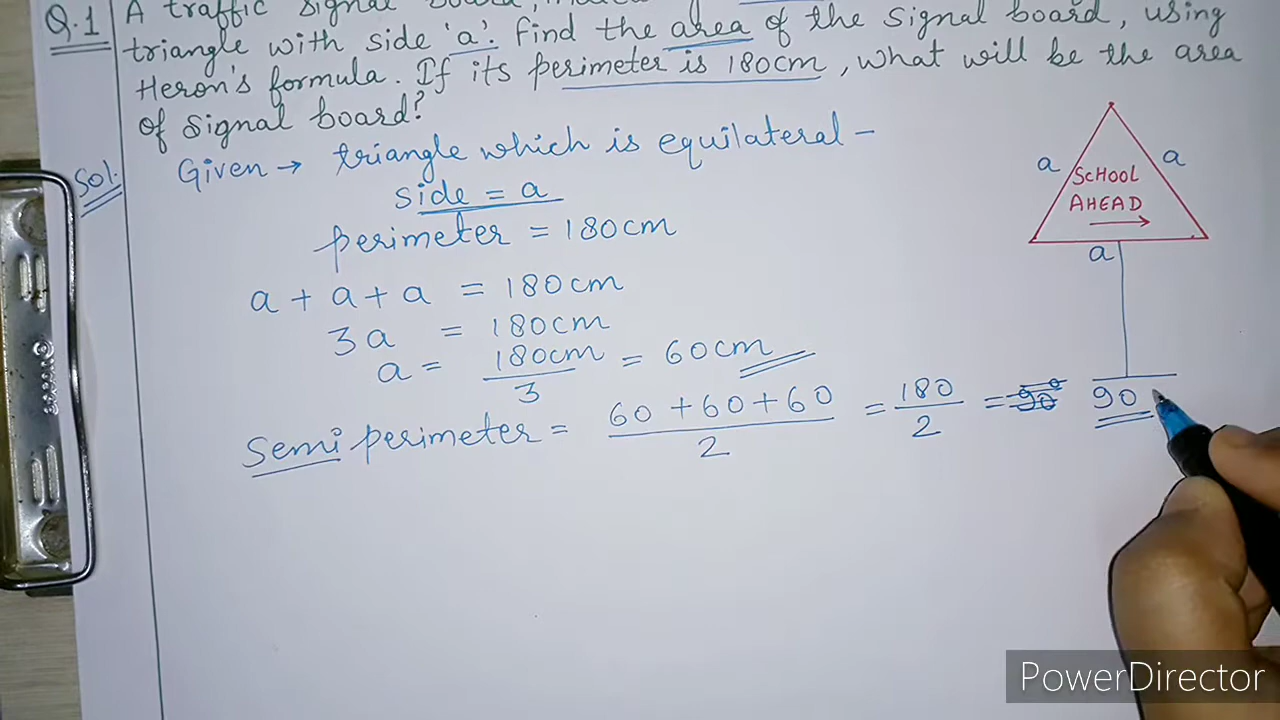 Q.1 A traffic signal board,
triangle with side 'a'. Find the area of the signal board, using
Heron's formula. If its perimeter is 180cm, what will be the area
of signal board?
Sol. Given → triangle which is equilateral –
side = a
perimeter = 180cm
a + a + a = 180cm
3a = 180cm
a = 180cm / 3 = 60cm
Semi perimeter = 60 + 60 + 60 / 2 = 180 / 2 = 90
a a
SCHOOL
AHEAD
→
a
PowerDirector